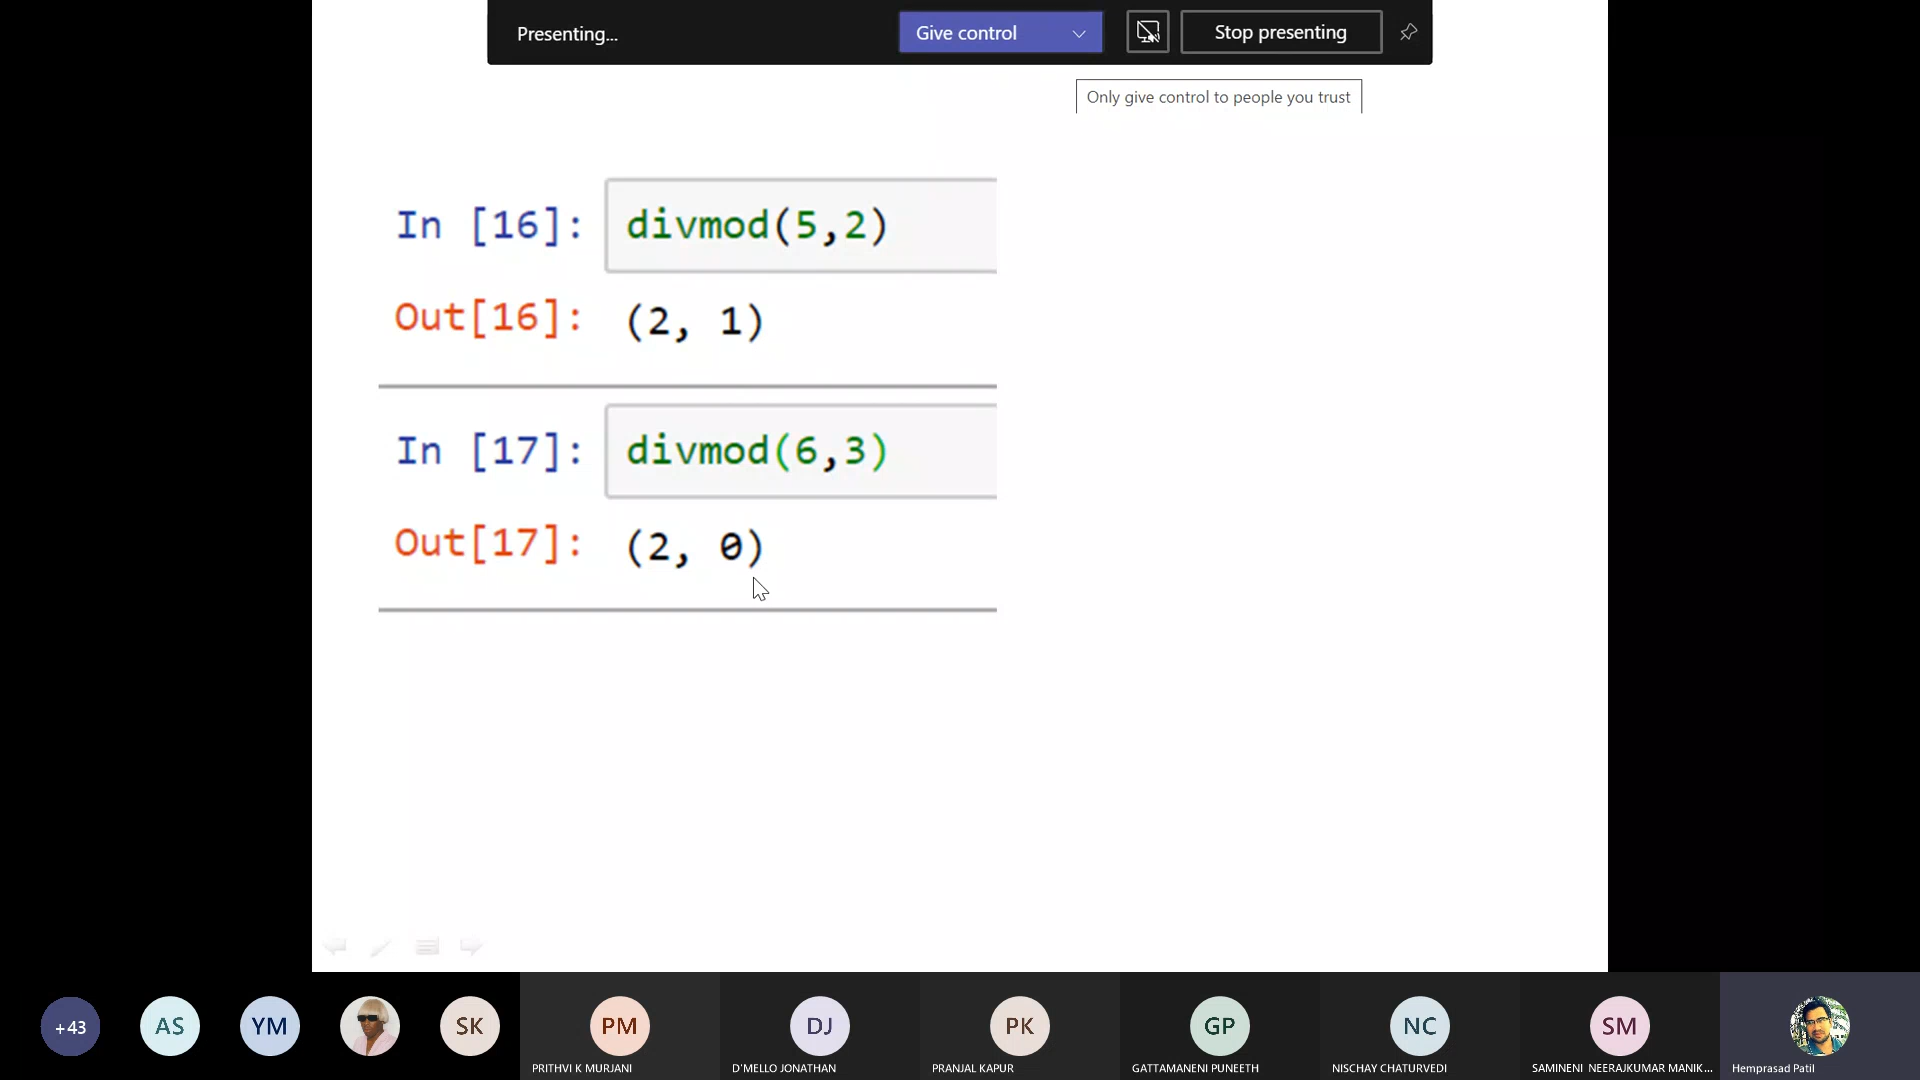 Presenting...
Give control
Stop presenting
Only give control to people you trust
In [16]: divmod(5,2)
Out[16]: (2, 1)
In [17]: divmod(6,3)
Out[17]: (2, 0)
+43
AS
YM
SK
PM
DJ
PK
GP
NC
SM
PRITHVI K MURJANI
D'MELLO JONATHAN
PRANJAL KAPUR
GATTAMANENI PUNEETH
NISCHAY CHATURVEDI
SAMINENI NEERAJKUMAR MANIK...
Hemprasad Patil